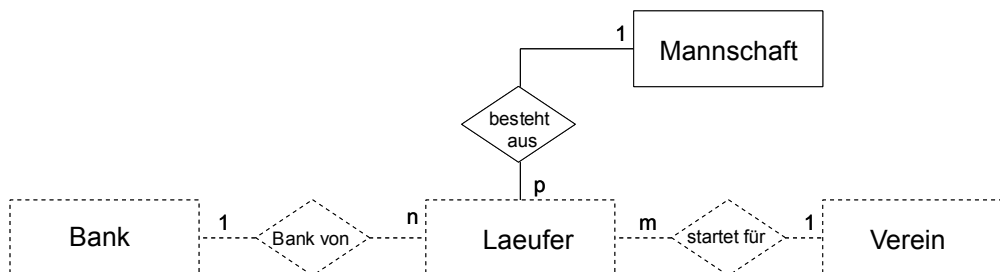 1
Mannschaft
besteht
aus
p
Bank
1
Bank von
n
Laeufer
m
startet für
1
Verein